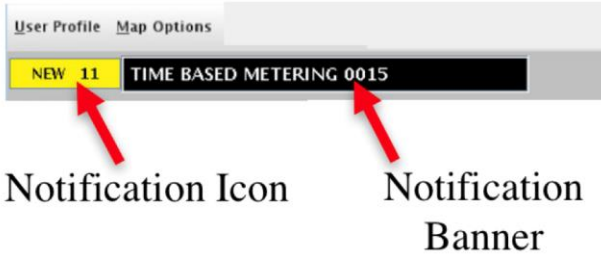 User Profile Map Options
NEW 11 TIME BASED METERING 0015
Notification Icon
Notification
Banner